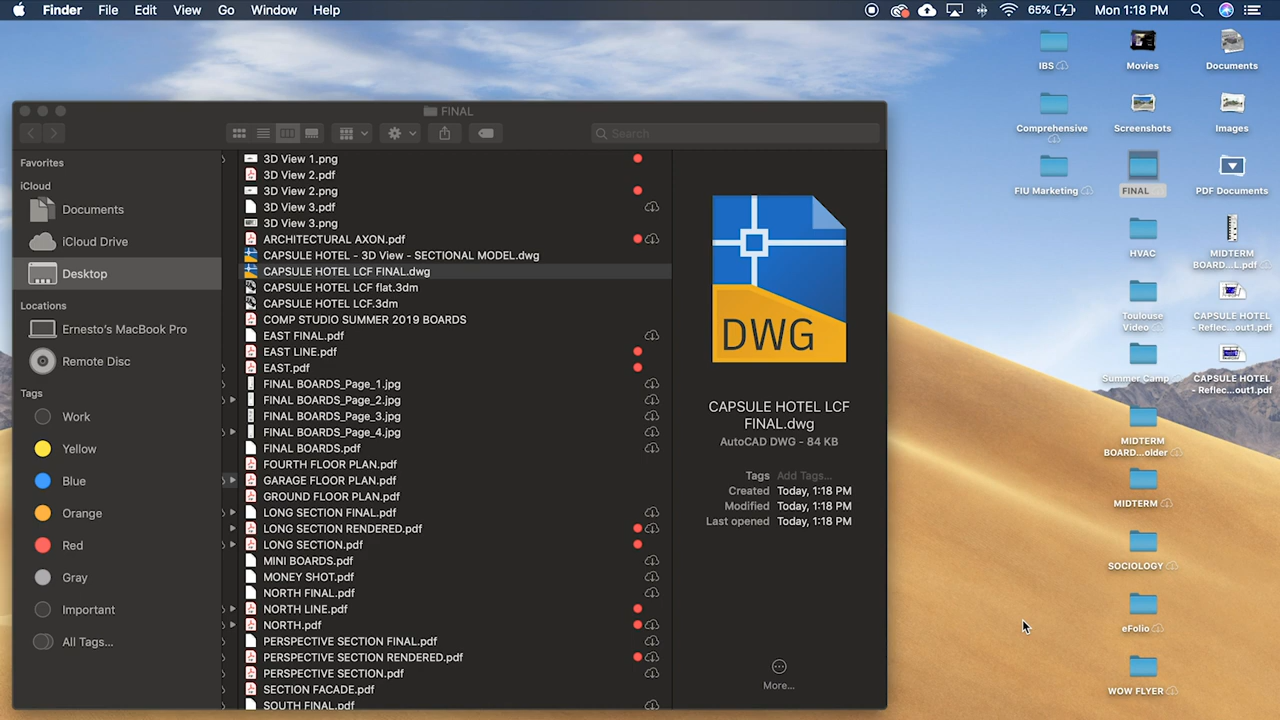 Finder File Edit View Go Window Help 65% Mon 1:18 PM
FINAL
Search
Favorites
iCloud
Documents
iCloud Drive
Desktop
Locations
Ernesto's MacBook Pro
Remote Disc
Tags
Work
Yellow
Blue
Orange
Red
Gray
Important
All Tags...
3D View 1.png
3D View 2.pdf
3D View 2.png
3D View 3.pdf
3D View 3.png
ARCHITECTURAL AXON.pdf
CAPSULE HOTEL - 3D View - SECTIONAL MODEL.dwg
CAPSULE HOTEL LCF FINAL.dwg
CAPSULE HOTEL LCF flat.3dm
CAPSULE HOTEL LCF.3dm
COMP STUDIO SUMMER 2019 BOARDS
EAST FINAL.pdf
EAST LINE.pdf
EAST.pdf
FINAL BOARDS_Page_1.jpg
FINAL BOARDS_Page_2.jpg
FINAL BOARDS_Page_3.jpg
FINAL BOARDS_Page_4.jpg
FINAL BOARDS.pdf
FOURTH FLOOR PLAN.pdf
GARAGE FLOOR PLAN.pdf
GROUND FLOOR PLAN.pdf
LONG SECTION FINAL.pdf
LONG SECTION RENDERED.pdf
LONG SECTION.pdf
MINI BOARDS.pdf
MONEY SHOT.pdf
NORTH FINAL.pdf
NORTH LINE.pdf
NORTH.pdf
PERSPECTIVE SECTION FINAL.pdf
PERSPECTIVE SECTION RENDERED.pdf
PERSPECTIVE SECTION.pdf
SECTION FACADE.pdf
SOUTH FINAL.pdf
DWG
CAPSULE HOTEL LCF
FINAL.dwg
AutoCAD DWG - 84 KB
Tags Add Tags...
Created Today, 1:18 PM
Modified Today, 1:18 PM
Last opened Today, 1:18 PM
More...
IBS
Movies
Documents
Comprehensive
Screenshots
Images
FIU Marketing
FINAL
PDF Documents
HVAC
MIDTERM
BOARD...L.pdf
Toulouse
Video
CAPSULE HOTEL
- Reflec...out1.pdf
Summer Camp
CAPSULE HOTEL
- Reflec...out1.pdf
MIDTERM
BOARD...older
MIDTERM
SOCIOLOGY
eFolio
WOW FLYER